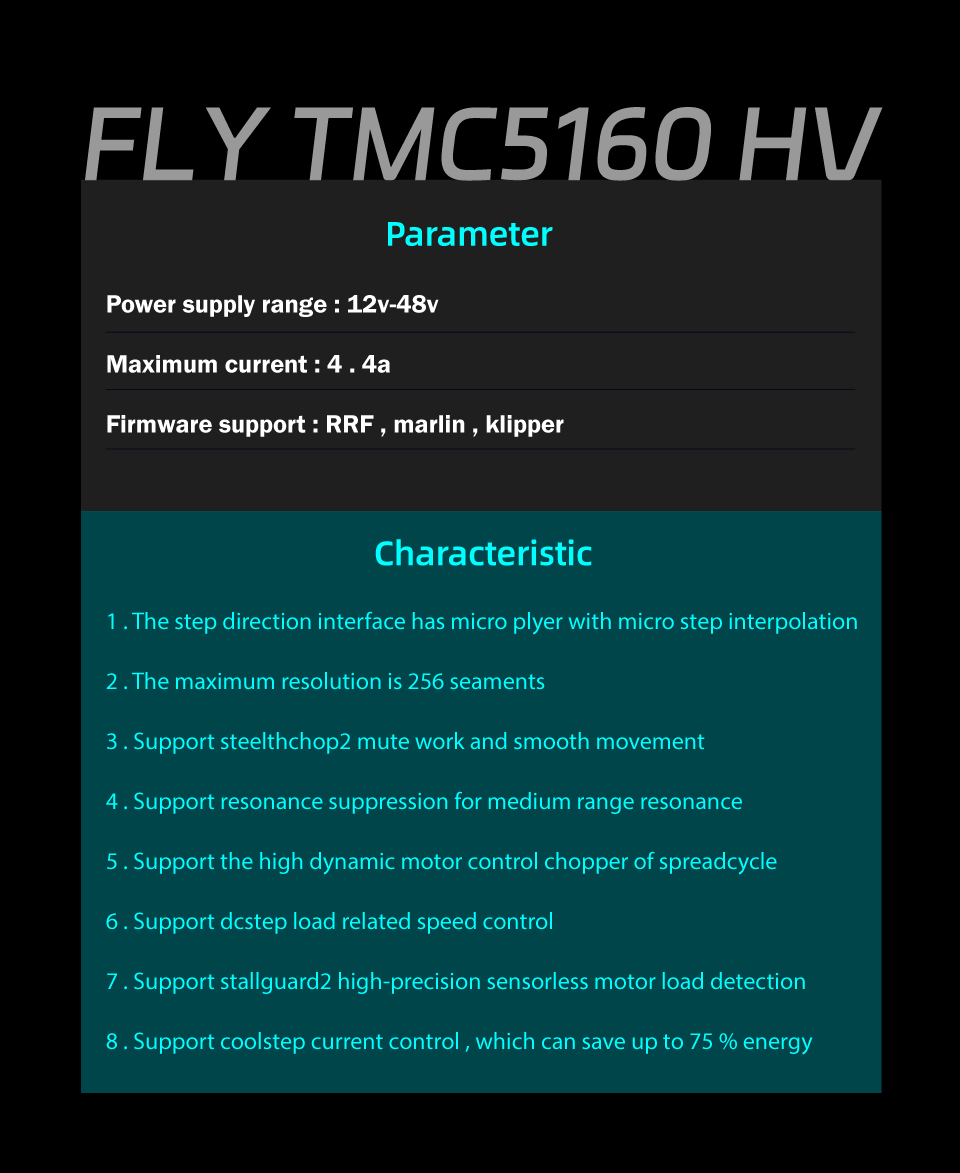 FLY TMC5160 HV
Parameter
Power supply range : 12v-48v
Maximum current : 4 . 4a
Firmware support : RRF , marlin , klipper
Characteristic
1 . The step direction interface has micro plyer with micro step interpolation
2 . The maximum resolution is 256 seaments
3 . Support steelthchop2 mute work and smooth movement
4 . Support resonance suppression for medium range resonance
5 . Support the high dynamic motor control chopper of spreadcycle
6 . Support dcstep load related speed control
7 . Support stallguard2 high-precision sensorless motor load detection
8 . Support coolstep current control , which can save up to 75 % energy